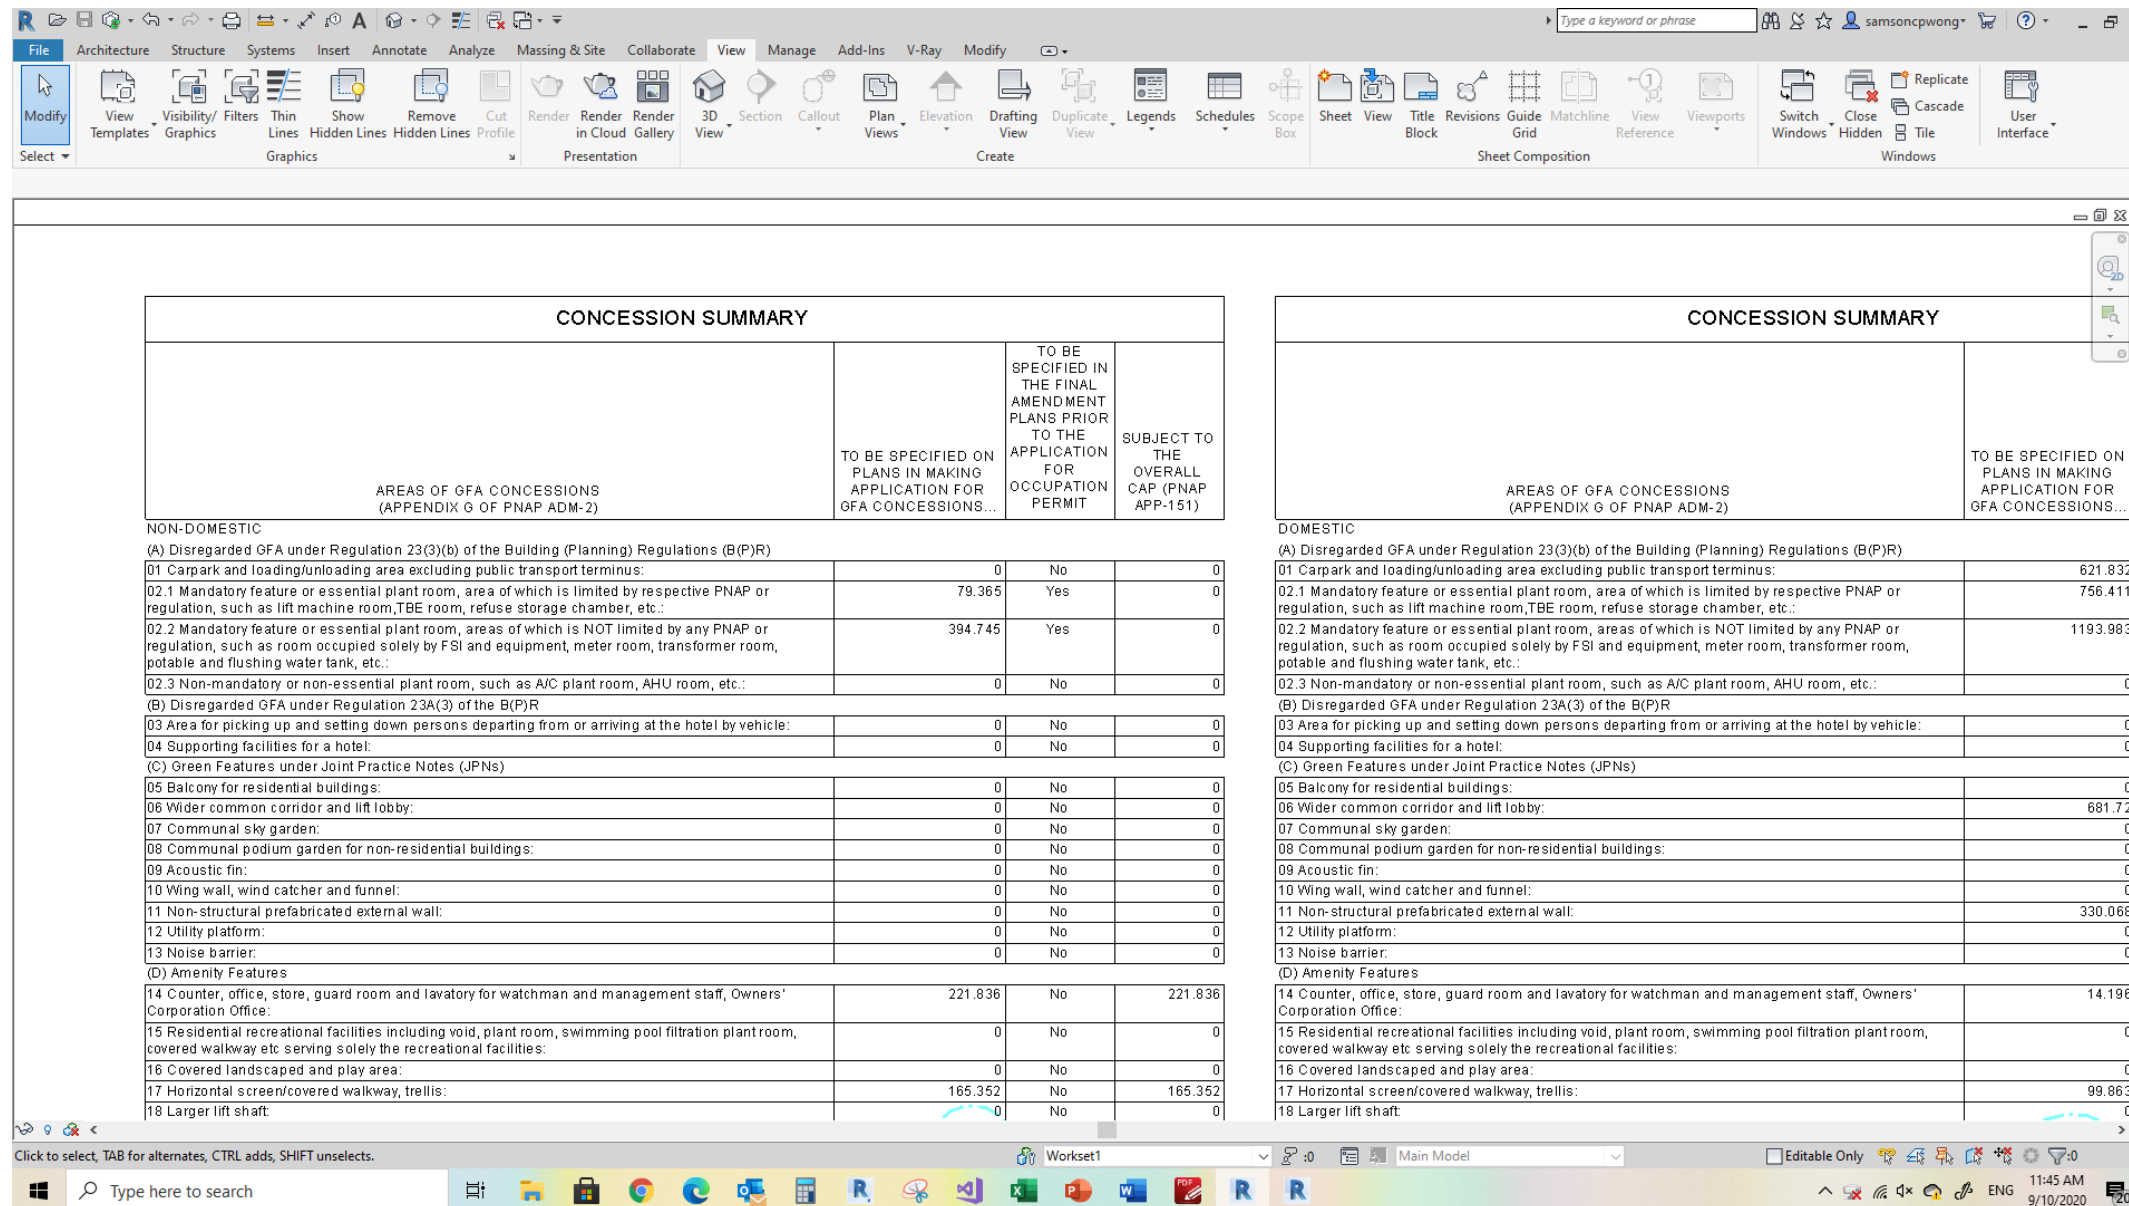 Type a keyword or phrase
samsoncpwong
File Architecture Structure Systems Insert Annotate Analyze Massing & Site Collaborate View Manage Add-Ins V-Ray Modify
Modify
View Templates
Visibility/ Graphics
Filters
Thin Lines
Show Hidden Lines
Remove Hidden Lines
Cut Profile
Render
Render in Cloud
Render Gallery
3D View
Section
Callout
Plan Views
Elevation
Drafting View
Duplicate View
Legends
Schedules
Scope Box
Sheet
View
Title Block
Revisions
Guide Grid
Matchline
View Reference
Viewports
Switch Windows
Close Hidden
Replicate
Cascade
Tile
User Interface
Select Graphics Presentation Create Sheet Composition Windows
2D
CONCESSION SUMMARY
AREAS OF GFA CONCESSIONS
(APPENDIX G OF PNAP ADM-2)
TO BE SPECIFIED ON
PLANS IN MAKING
APPLICATION FOR
GFA CONCESSIONS...
TO BE
SPECIFIED IN
THE FINAL
AMENDMENT
PLANS PRIOR
TO THE
APPLICATION
FOR
OCCUPATION
PERMIT
SUBJECT TO
THE
OVERALL
CAP (PNAP
APP-151)
NON-DOMESTIC
(A) Disregarded GFA under Regulation 23(3)(b) of the Building (Planning) Regulations (B(P)R)
01 Carpark and loading/unloading area excluding public transport terminus: 0 No 0
02.1 Mandatory feature or essential plant room, area of which is limited by respective PNAP or 79.365 Yes 0
regulation, such as lift machine room,TBE room, refuse storage chamber, etc.:
02.2 Mandatory feature or essential plant room, areas of which is NOT limited by any PNAP or 394.745 Yes 0
regulation, such as room occupied solely by FSI and equipment, meter room, transformer room,
potable and flushing water tank, etc.:
02.3 Non-mandatory or non-essential plant room, such as A/C plant room, AHU room, etc.: 0 No 0
(B) Disregarded GFA under Regulation 23A(3) of the B(P)R
03 Area for picking up and setting down persons departing from or arriving at the hotel by vehicle: 0 No 0
04 Supporting facilities for a hotel: 0 No 0
(C) Green Features under Joint Practice Notes (JPNs)
05 Balcony for residential buildings: 0 No 0
06 Wider common corridor and lift lobby: 0 No 0
07 Communal sky garden: 0 No 0
08 Communal podium garden for non-residential buildings: 0 No 0
09 Acoustic fin: 0 No 0
10 Wing wall, wind catcher and funnel: 0 No 0
11 Non-structural prefabricated external wall: 0 No 0
12 Utility platform: 0 No 0
13 Noise barrier: 0 No 0
(D) Amenity Features
14 Counter, office, store, guard room and lavatory for watchman and management staff, Owners' 221.836 No 221.836
Corporation Office:
15 Residential recreational facilities including void, plant room, swimming pool filtration plant room, 0 No 0
covered walkway etc serving solely the recreational facilities:
16 Covered landscaped and play area: 0 No 0
17 Horizontal screen/covered walkway, trellis: 165.352 No 165.352
18 Larger lift shaft: 0 No 0
CONCESSION SUMMARY
AREAS OF GFA CONCESSIONS
(APPENDIX G OF PNAP ADM-2)
TO BE SPECIFIED ON
PLANS IN MAKING
APPLICATION FOR
GFA CONCESSIONS...
DOMESTIC
(A) Disregarded GFA under Regulation 23(3)(b) of the Building (Planning) Regulations (B(P)R)
01 Carpark and loading/unloading area excluding public transport terminus: 621.832
02.1 Mandatory feature or essential plant room, area of which is limited by respective PNAP or 756.411
regulation, such as lift machine room,TBE room, refuse storage chamber, etc.:
02.2 Mandatory feature or essential plant room, areas of which is NOT limited by any PNAP or 1193.983
regulation, such as room occupied solely by FSI and equipment, meter room, transformer room,
potable and flushing water tank, etc.:
02.3 Non-mandatory or non-essential plant room, such as A/C plant room, AHU room, etc.: 0
(B) Disregarded GFA under Regulation 23A(3) of the B(P)R
03 Area for picking up and setting down persons departing from or arriving at the hotel by vehicle: 0
04 Supporting facilities for a hotel: 0
(C) Green Features under Joint Practice Notes (JPNs)
05 Balcony for residential buildings: 0
06 Wider common corridor and lift lobby: 681.72
07 Communal sky garden: 0
08 Communal podium garden for non-residential buildings: 0
09 Acoustic fin: 0
10 Wing wall, wind catcher and funnel: 0
11 Non-structural prefabricated external wall: 330.068
12 Utility platform: 0
13 Noise barrier: 0
(D) Amenity Features
14 Counter, office, store, guard room and lavatory for watchman and management staff, Owners' 14.196
Corporation Office:
15 Residential recreational facilities including void, plant room, swimming pool filtration plant room, 0
covered walkway etc serving solely the recreational facilities:
16 Covered landscaped and play area: 0
17 Horizontal screen/covered walkway, trellis: 99.863
18 Larger lift shaft: 0
Click to select, TAB for alternates, CTRL adds, SHIFT unselects. Workset1 :0 Main Model Editable Only :0
Type here to search
ENG
11:45 AM
9/10/2020
20